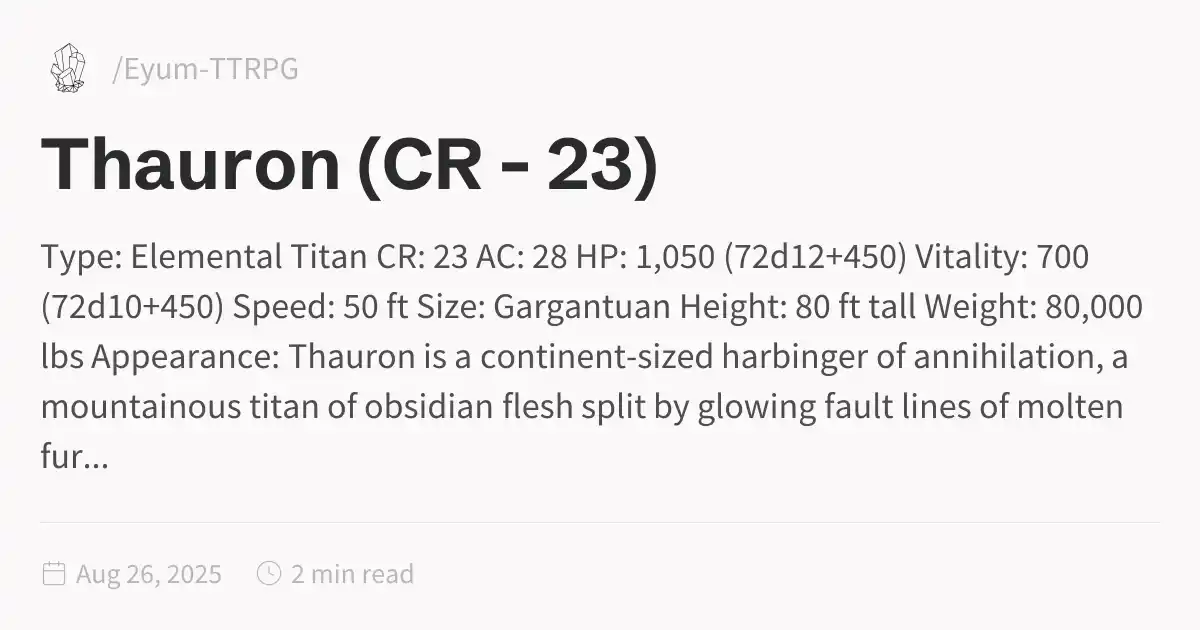 /Eyum-TTRPG
Thauron (CR - 23)
Type: Elemental Titan CR: 23 AC: 28 HP: 1,050 (72d12+450) Vitality: 700
(72d10+450) Speed: 50 ft Size: Gargantuan Height: 80 ft tall Weight: 80,000
lbs Appearance: Thauron is a continent-sized harbinger of annihilation, a
mountainous titan of obsidian flesh split by glowing fault lines of molten
fur...
Aug 26, 2025 2 min read